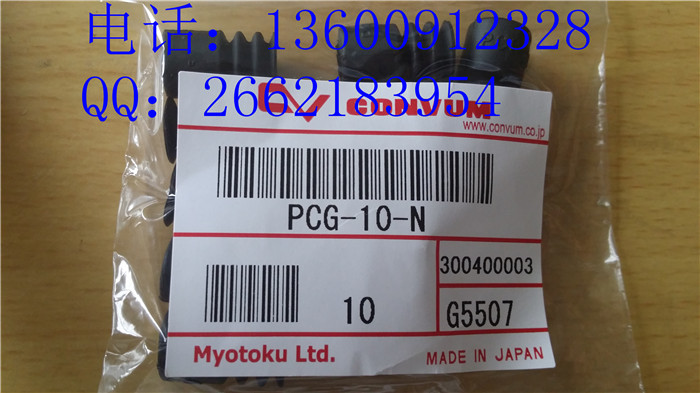 电话：13600912328
QQ：2662183954
CONVUM
www.convum.co.jp
PCG-10-N
300400003
10
G5507
Myotoku Ltd.
MADE IN JAPAN